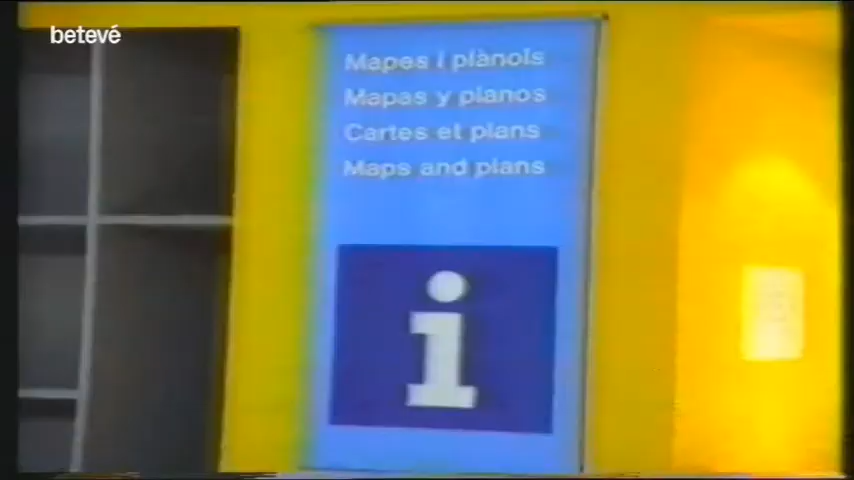 betevé
Mapes i plànols
Mapas y planos
Cartes et plans
Maps and plans
i